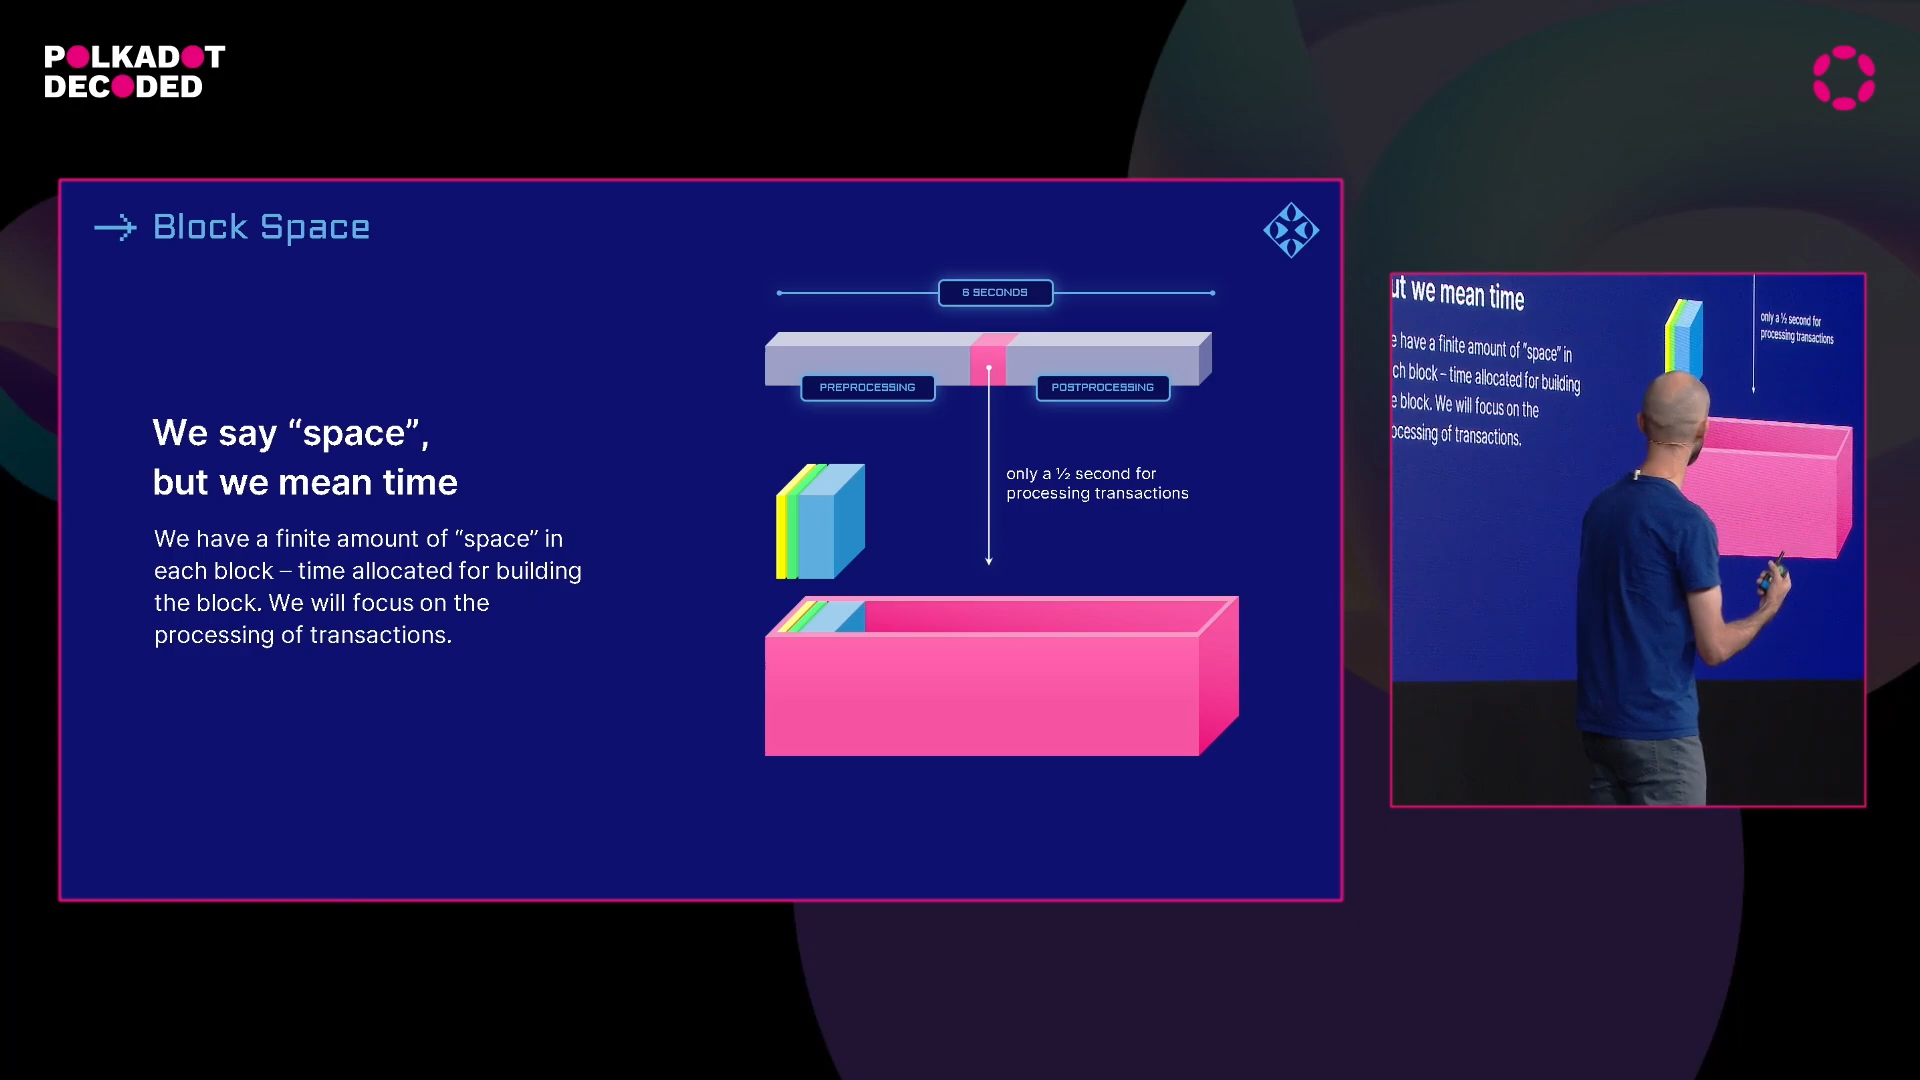 POLKADOT
DECODED
Block Space
6 SECONDS
PREPROCESSING
POSTPROCESSING
We say “space”,
but we mean time
We have a finite amount of “space” in
each block – time allocated for building
the block. We will focus on the
processing of transactions.
only a ½ second for
processing transactions
ut we mean time
e have a finite amount of “space” in
ch block – time allocated for building
e block. We will focus on the
ocessing of transactions.
only a ½ second for
processing transactions